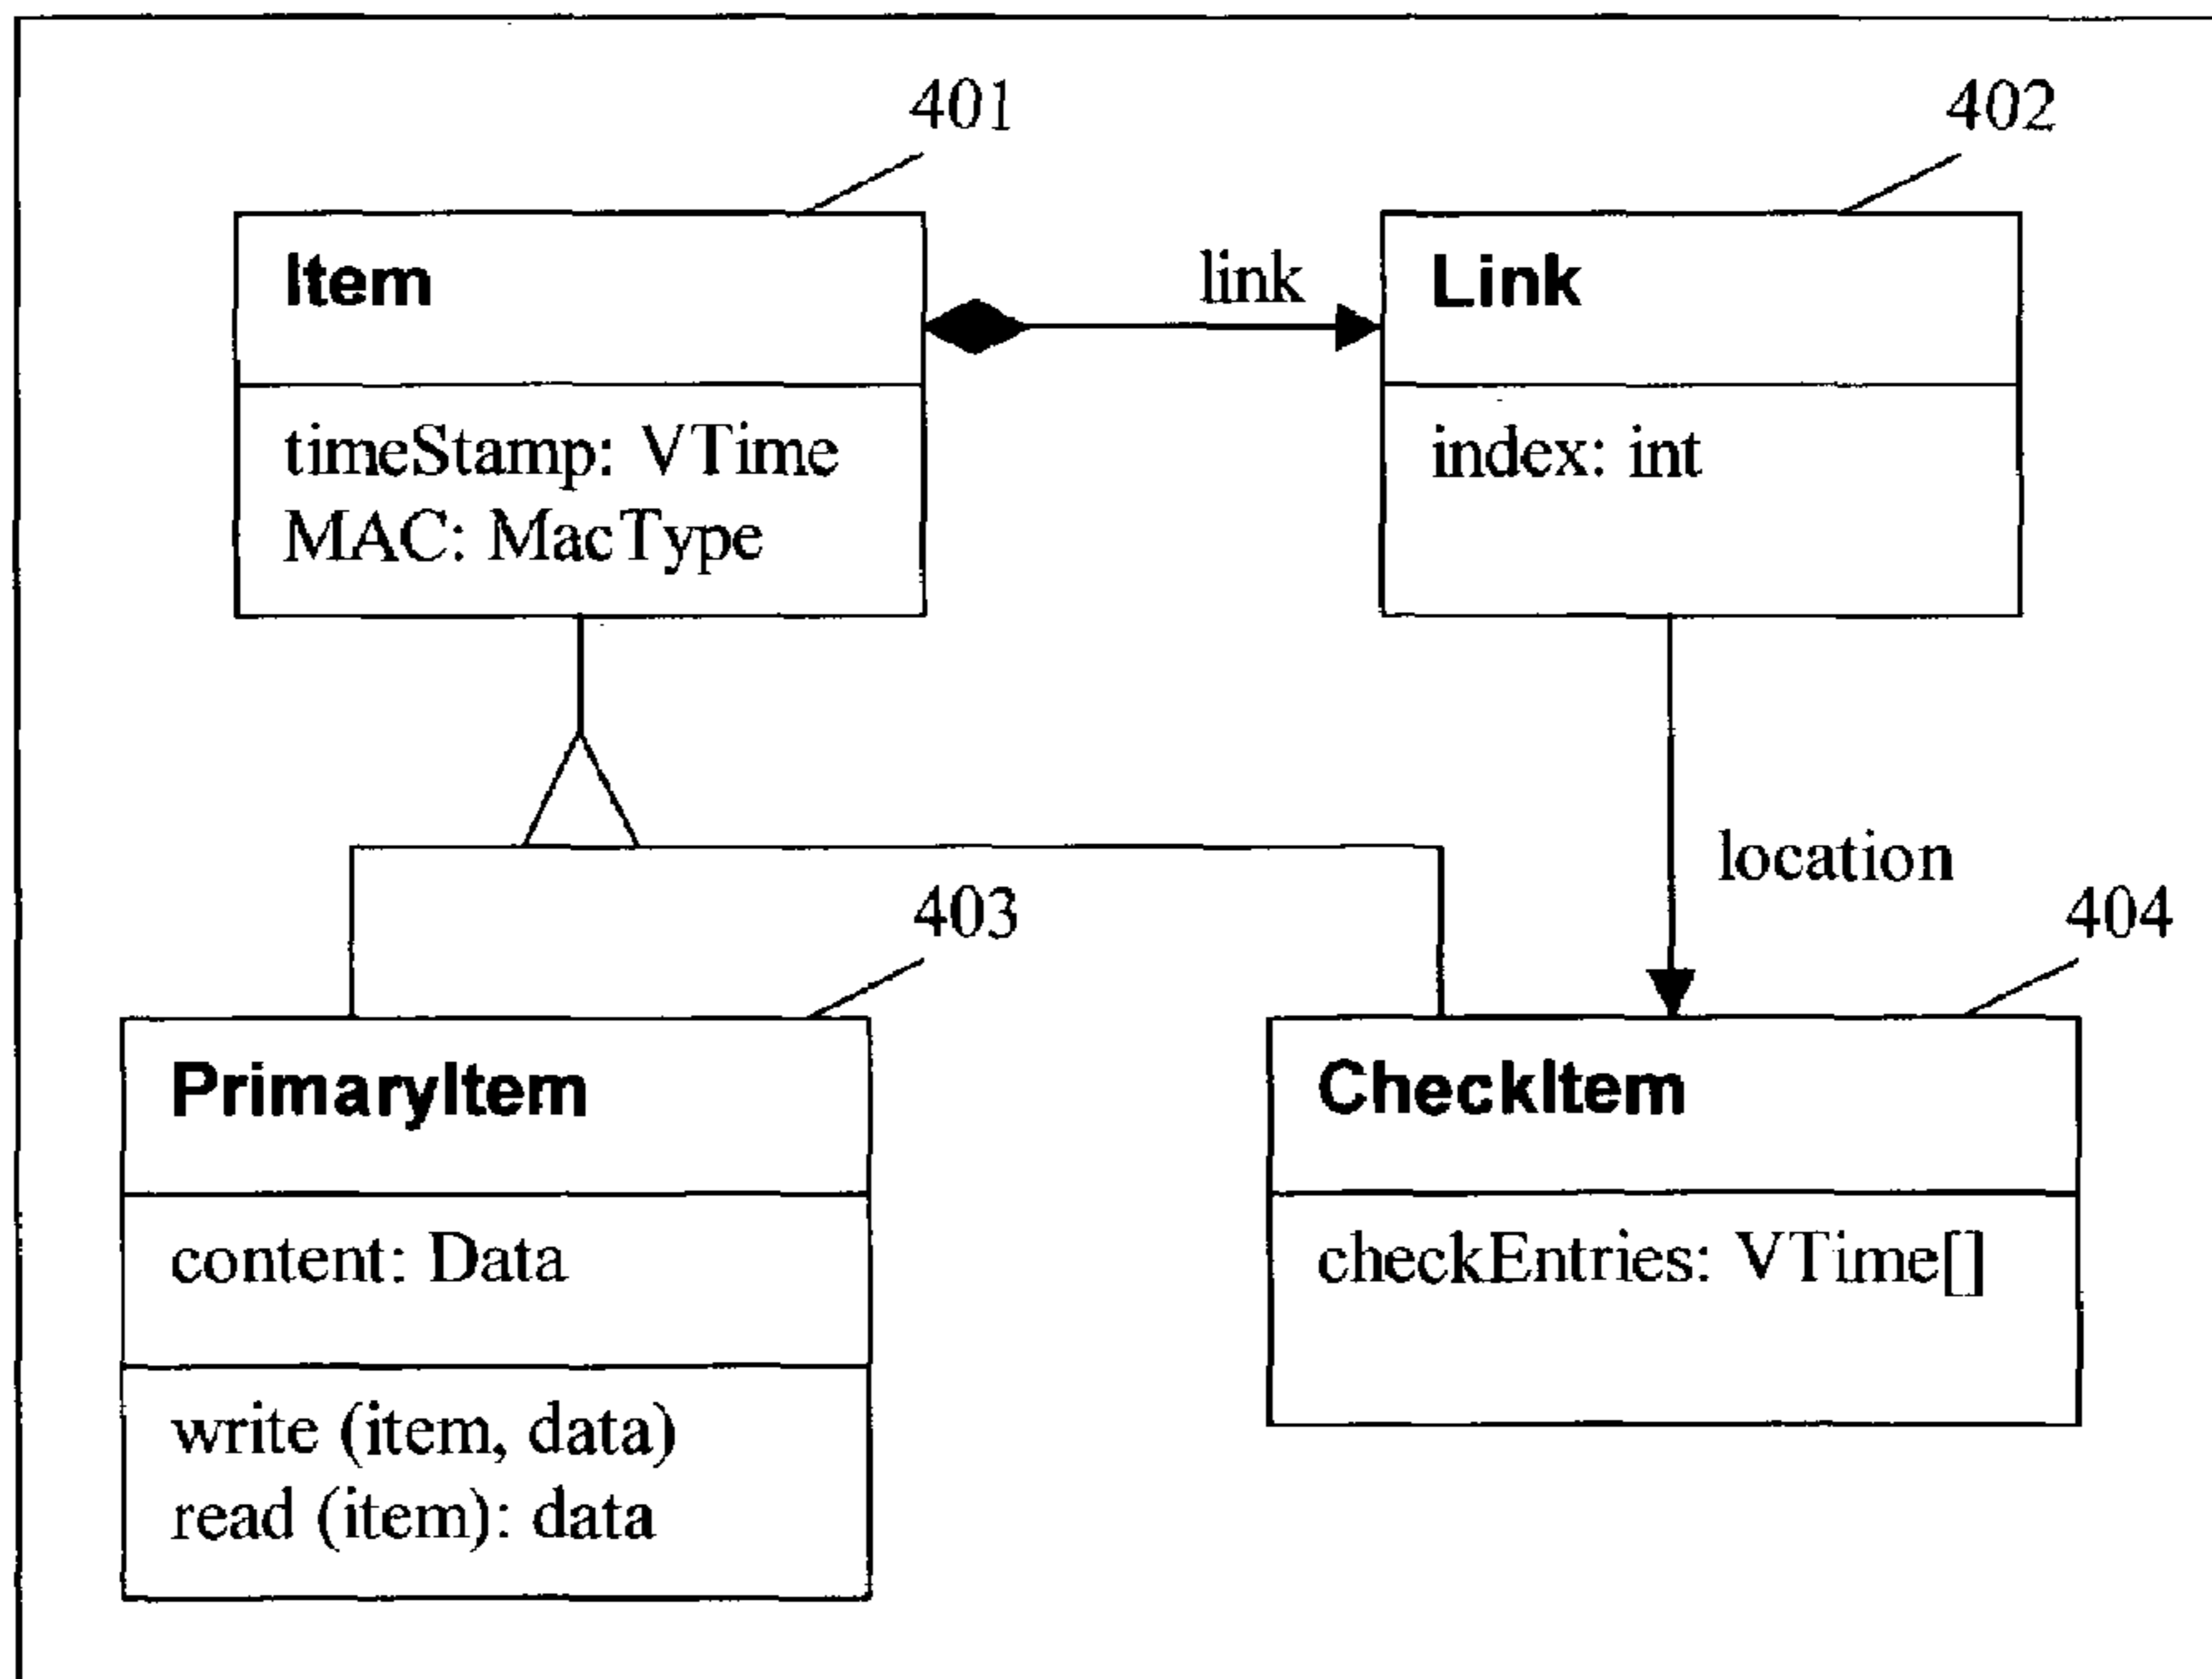 401
402
Item
link
Link
timeStamp: VTime
MAC: MacType
index: int
location
403
404
PrimaryItem
CheckItem
content: Data
checkEntries: VTime[]
write (item, data)
read (item): data